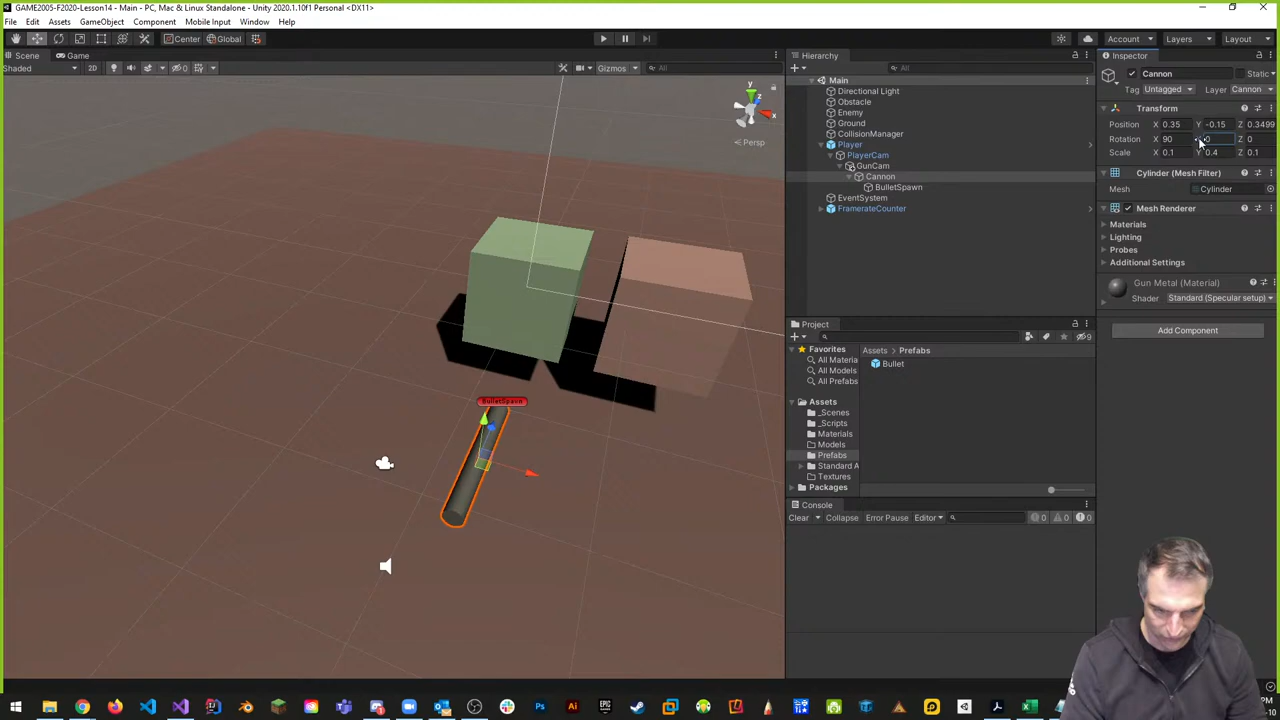 GAME2005-F2020-Lesson14 - Main - PC, Mac & Linux Standalone - Unity 2020.1.10f1 Personal <DX11>
File Edit Assets GameObject Component Mobile Input Window Help
Center Global Account Layers Layout
Scene Game
Shaded 2D 0 Gizmos All
y z x
Persp
BulletSpawn
Hierarchy
All
Main
Directional Light
Obstacle
Enemy
Ground
CollisionManager
Player
PlayerCam
GunCam
Cannon
BulletSpawn
EventSystem
FramerateCounter
Project
9
Favorites
All Materia
All Models
All Prefabs
Assets
_Scenes
_Scripts
Materials
Models
Prefabs
Standard A
Textures
Packages
Assets Prefabs
Bullet
Console
Clear Collapse Error Pause Editor 0 0 0
Inspector
Cannon Static
Tag Untagged Layer Cannon
Transform
Position X 0.35 Y -0.15 Z 0.3499
Rotation X 90 0 Z 0
Scale X 0.1 Y 0.4 Z 0.1
Cylinder (Mesh Filter)
Mesh Cylinder
Mesh Renderer
Materials
Lighting
Probes
Additional Settings
Gun Metal (Material)
Shader Standard (Specular setup)
Add Component